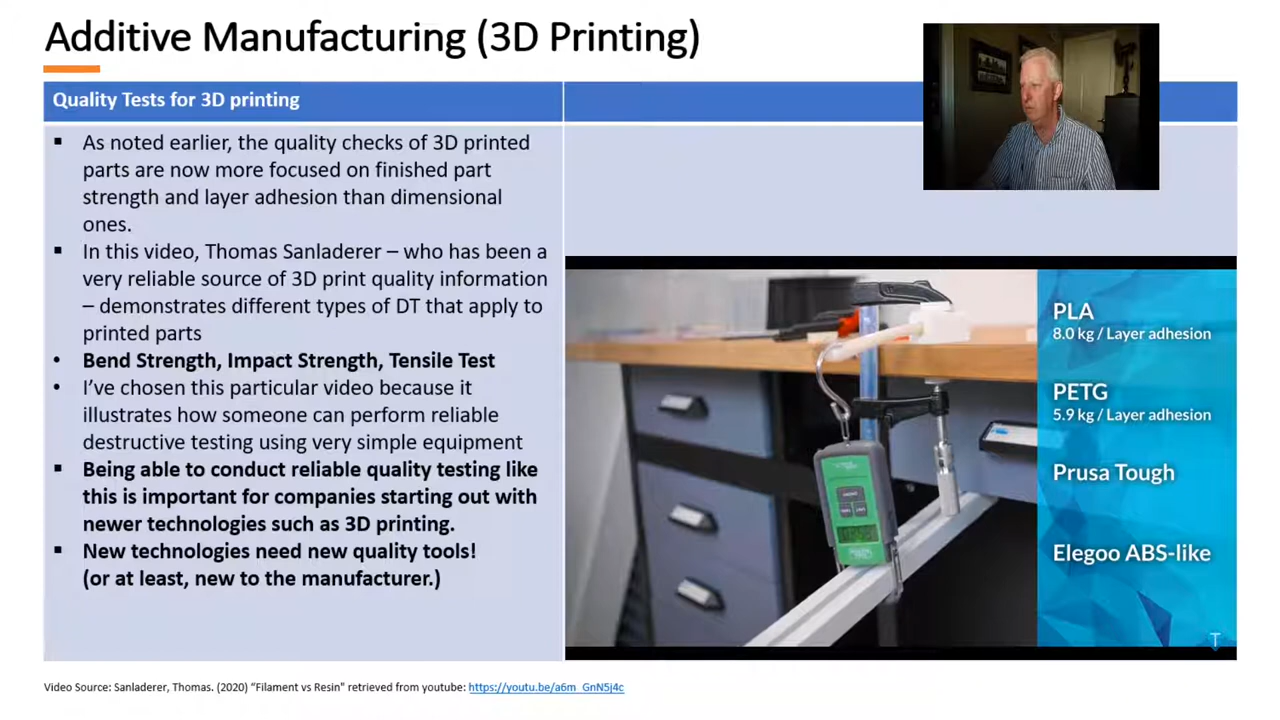 Additive Manufacturing (3D Printing)
Quality Tests for 3D printing
▪ As noted earlier, the quality checks of 3D printed
parts are now more focused on finished part
strength and layer adhesion than dimensional
ones.
▪ In this video, Thomas Sanladerer – who has been a
very reliable source of 3D print quality information
– demonstrates different types of DT that apply to
printed parts
• Bend Strength, Impact Strength, Tensile Test
• I've chosen this particular video because it
illustrates how someone can perform reliable
destructive testing using very simple equipment
▪ Being able to conduct reliable quality testing like
this is important for companies starting out with
newer technologies such as 3D printing.
▪ New technologies need new quality tools!
(or at least, new to the manufacturer.)
PLA
8.0 kg / Layer adhesion
PETG
5.9 kg / Layer adhesion
Prusa Tough
Elegoo ABS-like
T
Video Source: Sanladerer, Thomas. (2020) "Filament vs Resin" retrieved from youtube: https://youtu.be/a6m_GnN5j4c